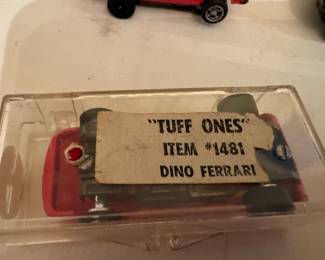 "TUFF ONES"
ITEM #1481
DINO FERRARI